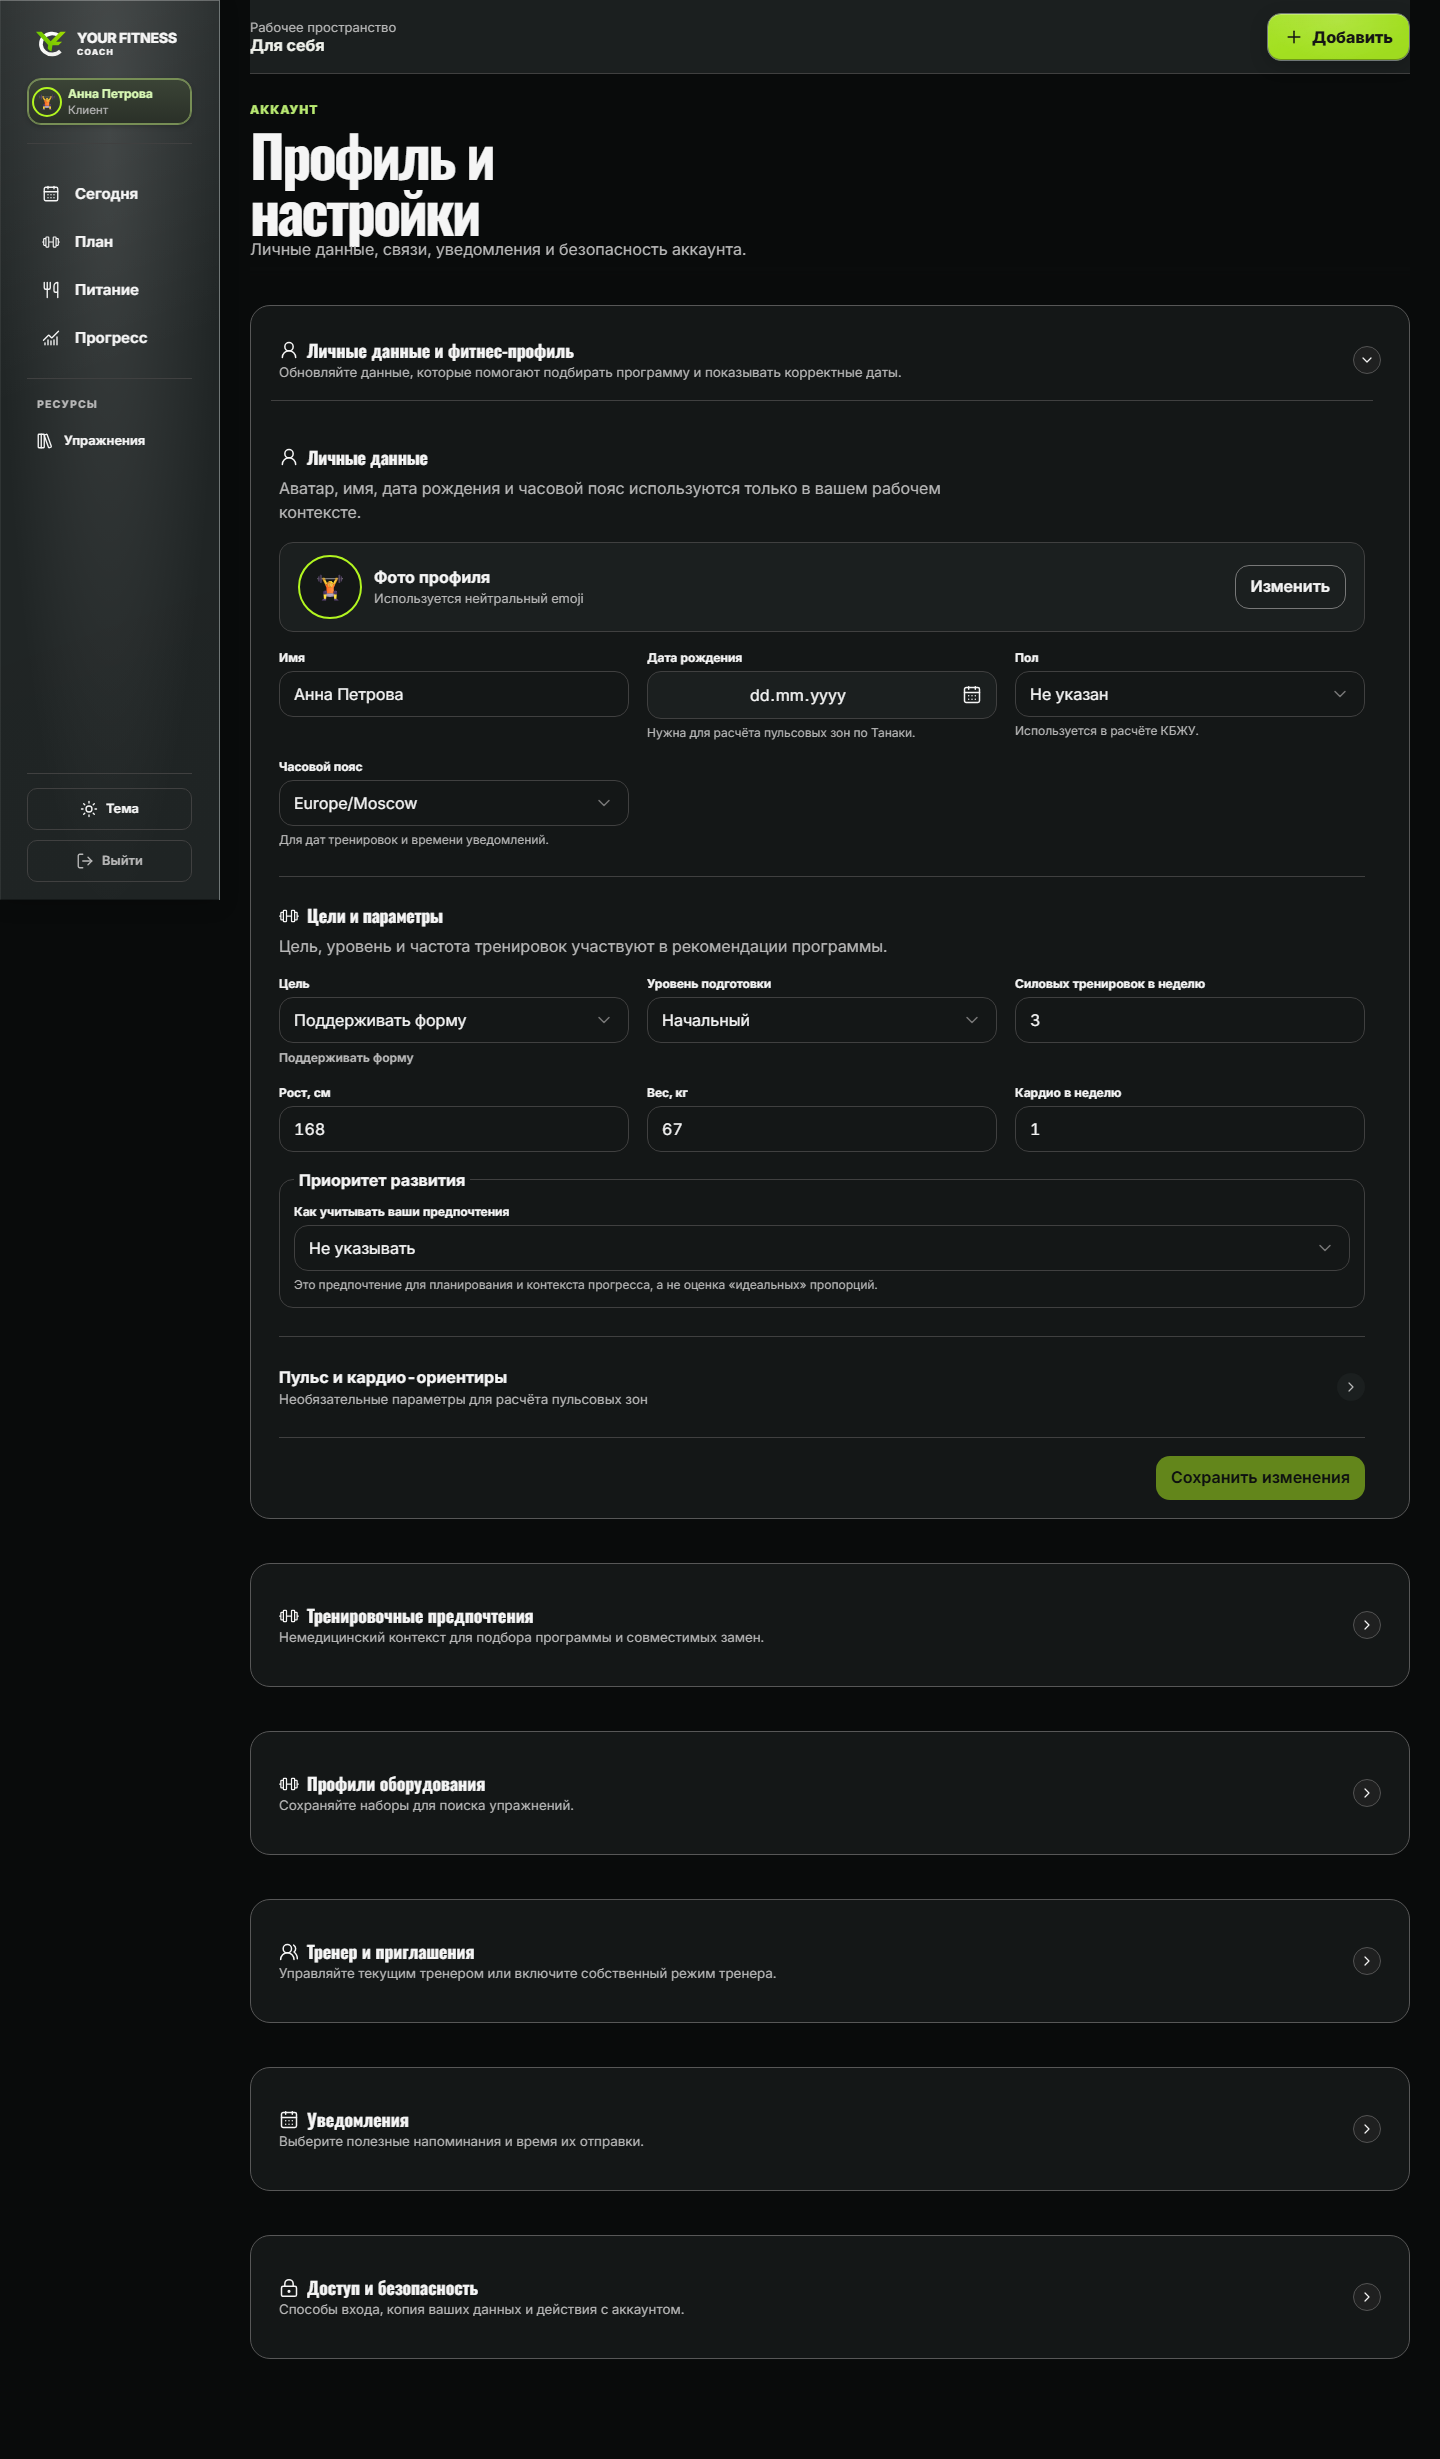 YOUR FITNESS
COACH
Анна Петрова
Клиент
Сегодня
План
Питание
Прогресс
РЕСУРСЫ
Упражнения
Тема
Выйти
Рабочее пространство
Для себя
Добавить
АККАУНТ
Профиль и
настройки
Личные данные, связи, уведомления и безопасность аккаунта.
Личные данные и фитнес-профиль
Обновляйте данные, которые помогают подбирать программу и показывать корректные даты.
Личные данные
Аватар, имя, дата рождения и часовой пояс используются только в вашем рабочем
контексте.
Фото профиля
Используется нейтральный emoji
Изменить
Имя
Анна Петрова
Дата рождения
dd.mm.yyyy
Нужна для расчёта пульсовых зон по Танаки.
Пол
Не указан
Используется в расчёте КБЖУ.
Часовой пояс
Europe/Moscow
Для дат тренировок и времени уведомлений.
Цели и параметры
Цель, уровень и частота тренировок участвуют в рекомендации программы.
Цель
Поддерживать форму
Поддерживать форму
Уровень подготовки
Начальный
Силовых тренировок в неделю
3
Рост, см
168
Вес, кг
67
Кардио в неделю
1
Приоритет развития
Как учитывать ваши предпочтения
Не указывать
Это предпочтение для планирования и контекста прогресса, а не оценка «идеальных» пропорций.
Пульс и кардио-ориентиры
Необязательные параметры для расчёта пульсовых зон
Сохранить изменения
Тренировочные предпочтения
Немедицинский контекст для подбора программы и совместимых замен.
Профили оборудования
Сохраняйте наборы для поиска упражнений.
Тренер и приглашения
Управляйте текущим тренером или включите собственный режим тренера.
Уведомления
Выберите полезные напоминания и время их отправки.
Доступ и безопасность
Способы входа, копия ваших данных и действия с аккаунтом.